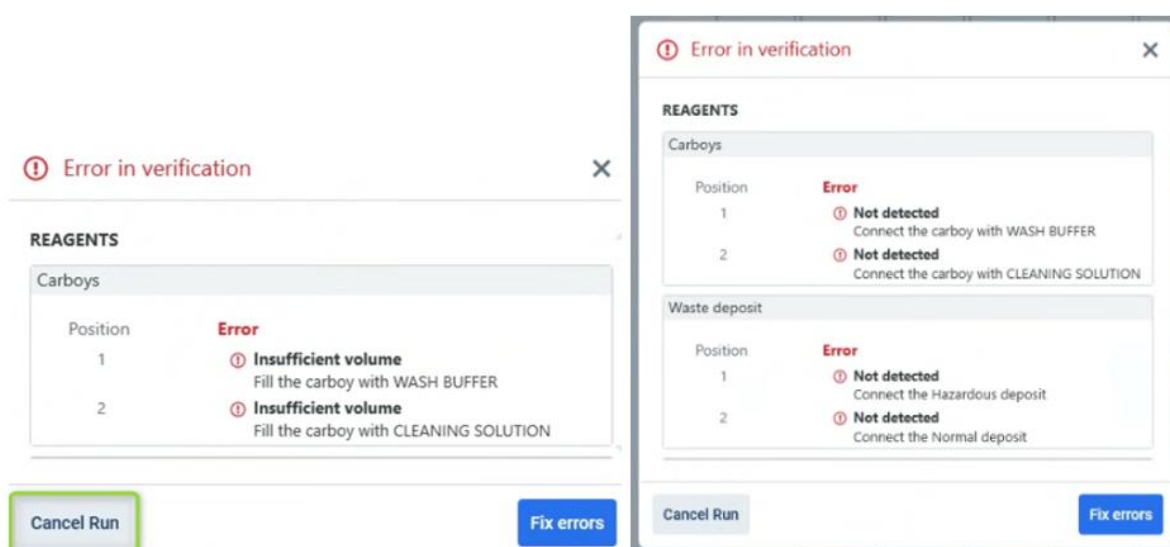 Error in verification
REAGENTS
Carboys
Position Error
1 Insufficient volume
Fill the carboy with WASH BUFFER
2 Insufficient volume
Fill the carboy with CLEANING SOLUTION
Cancel Run Fix errors
Error in verification
REAGENTS
Carboys
Position Error
1 Not detected
Connect the carboy with WASH BUFFER
2 Not detected
Connect the carboy with CLEANING SOLUTION
Waste deposit
Position Error
1 Not detected
Connect the Hazardous deposit
2 Not detected
Connect the Normal deposit
Cancel Run Fix errors